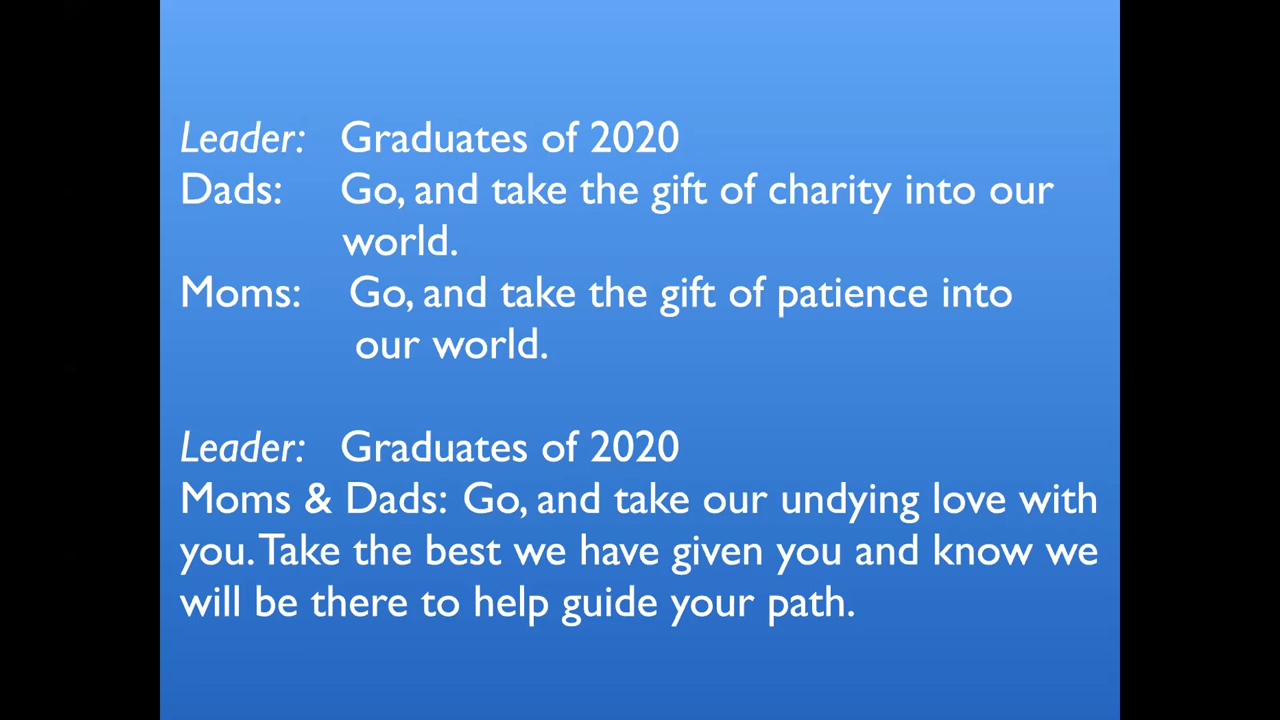 Leader: Graduates of 2020
Dads: Go, and take the gift of charity into our
world.
Moms: Go, and take the gift of patience into
our world.
Leader: Graduates of 2020
Moms & Dads: Go, and take our undying love with
you. Take the best we have given you and know we
will be there to help guide your path.